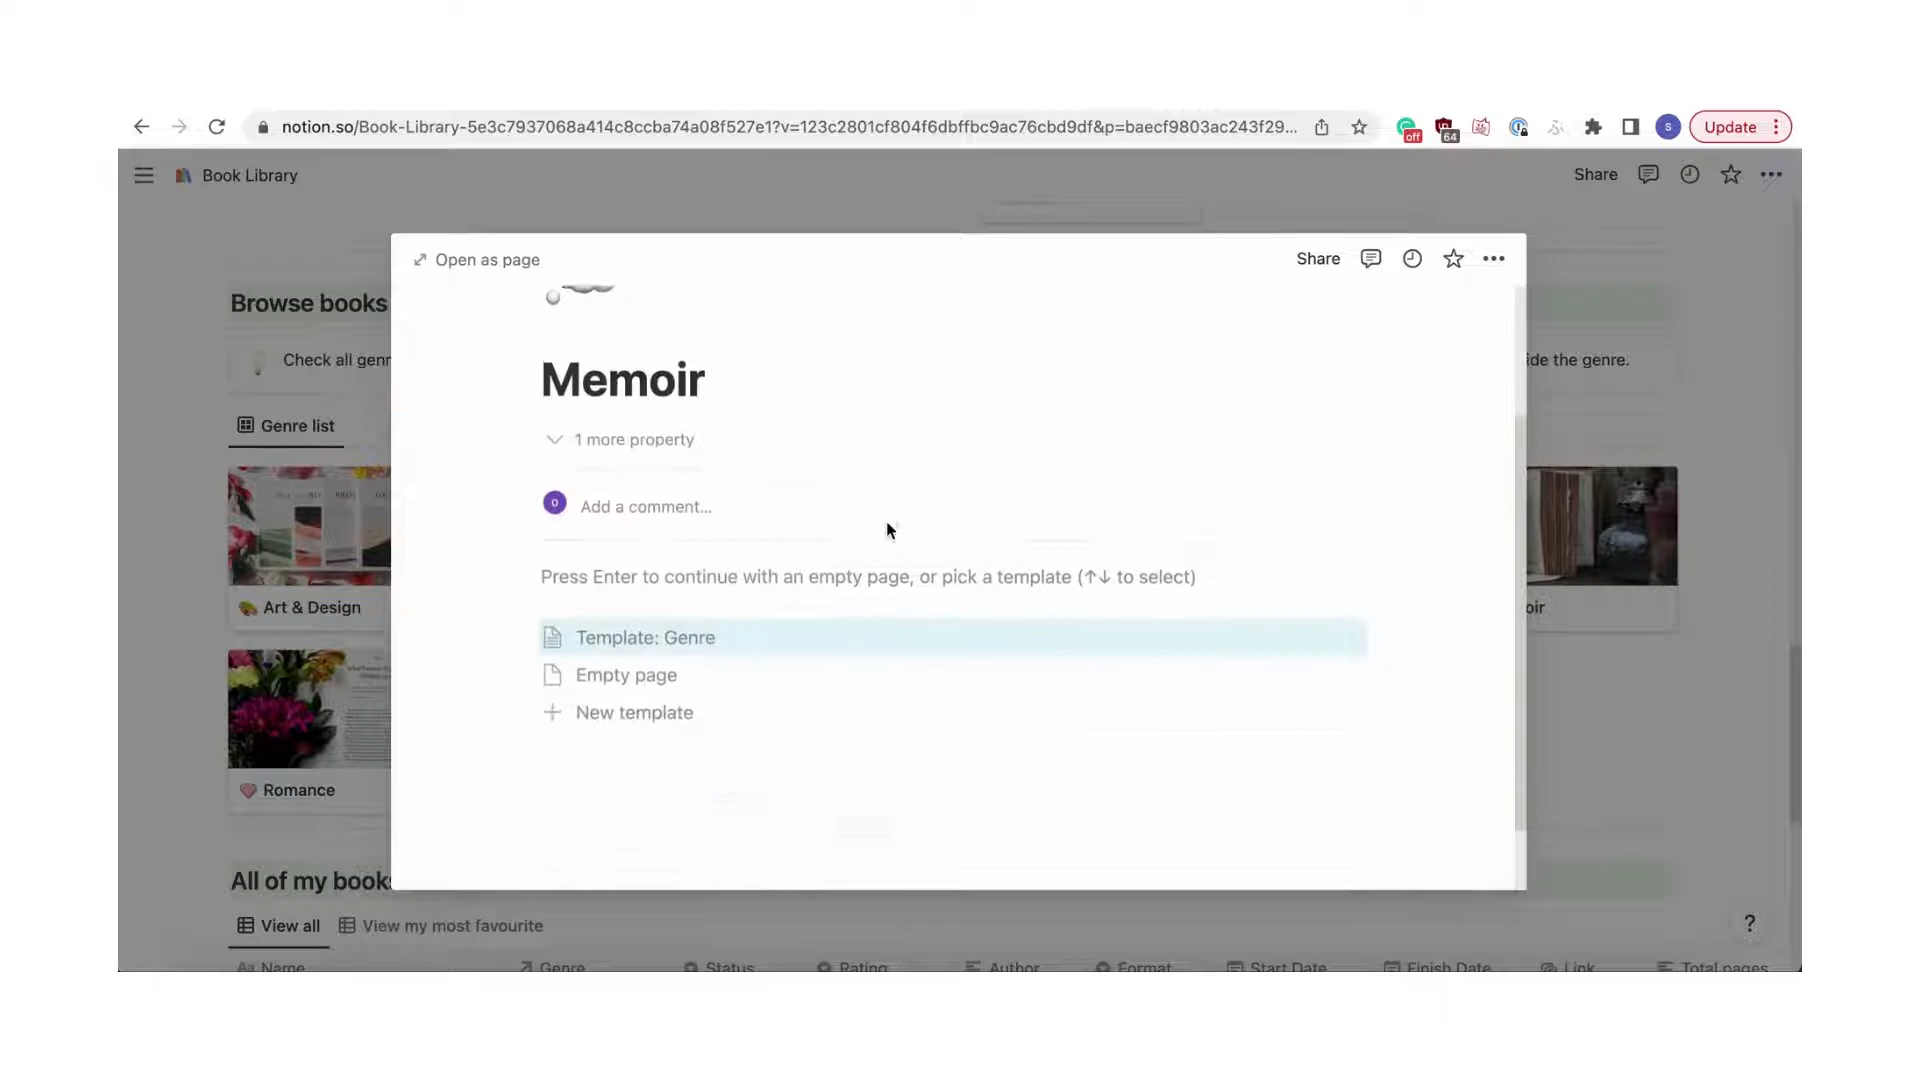 notion.so/Book-Library-5e3c7937068a414c8ccba74a08f527e1?v=123c2801cf804f6dbffbc9ac76cbd9df&p=baecf9803ac243f29...
off
64
S
Update
Book Library
Share
Open as page
Share
Browse books
Memoir
Check all genr
ide the genre.
Genre list
1 more property
O
Add a comment...
Press Enter to continue with an empty page, or pick a template (↑↓ to select)
Art & Design
oir
Template: Genre
Empty page
New template
Romance
All of my books
View all
View my most favourite
?
Aa Name
Genre
Status
Rating
Author
Format
Start Date
Finish Date
Link
Total pages